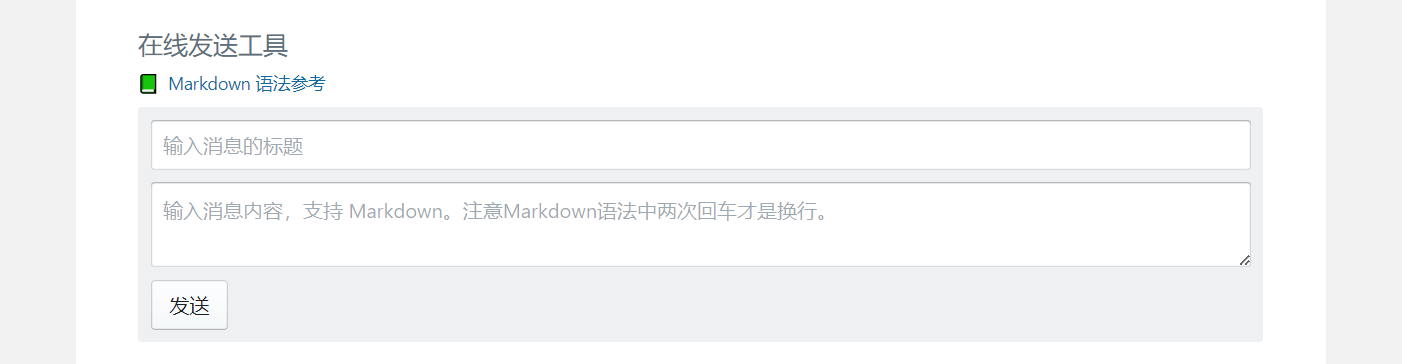 在线发送工具
Markdown 语法参考
输入消息的标题
输入消息内容，支持 Markdown。注意Markdown语法中两次回车才是换行。
发送